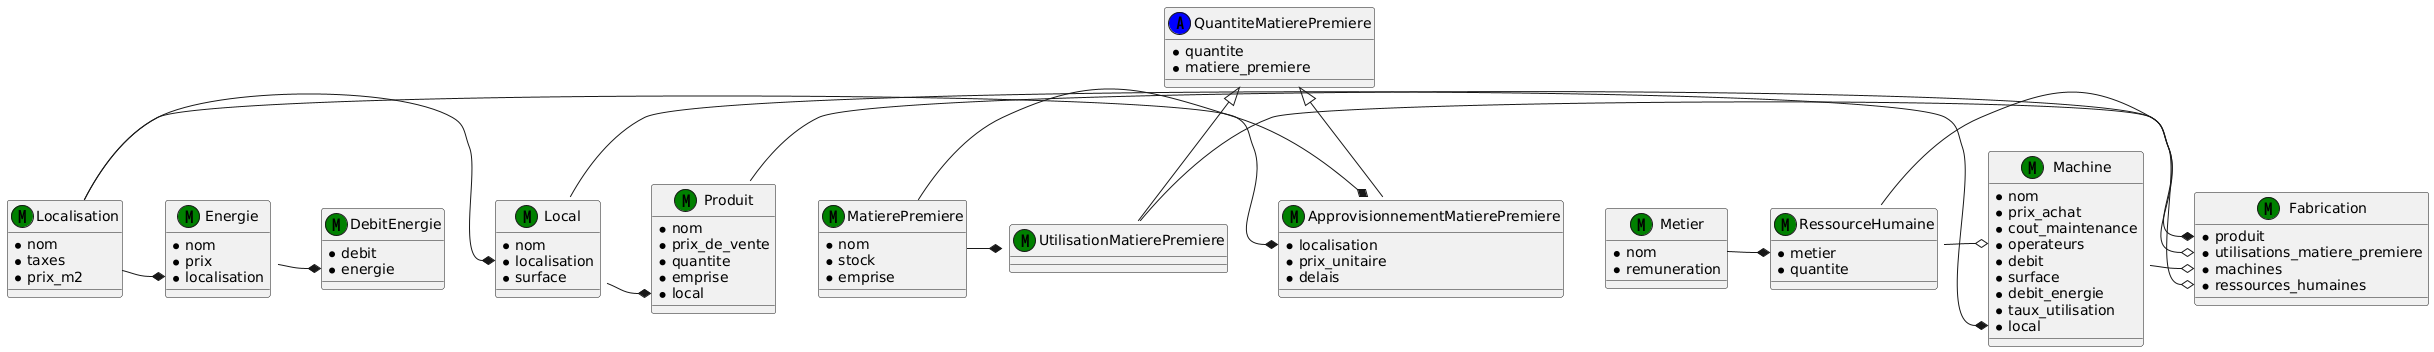 A QuantiteMatierePremiere
quantite
matiere_premiere
M Localisation
nom
taxes
prix_m2
M Energie
nom
prix
localisation
M DebitEnergie
debit
energie
M Local
nom
localisation
surface
M Produit
nom
prix_de_vente
quantite
emprise
local
M MatierePremiere
nom
stock
emprise
M UtilisationMatierePremiere
M ApprovisionnementMatierePremiere
localisation
prix_unitaire
delais
M Metier
nom
remuneration
M RessourceHumaine
metier
quantite
M Machine
nom
prix_achat
cout_maintenance
operateurs
debit
surface
debit_energie
taux_utilisation
local
M Fabrication
produit
utilisations_matiere_premiere
machines
ressources_humaines